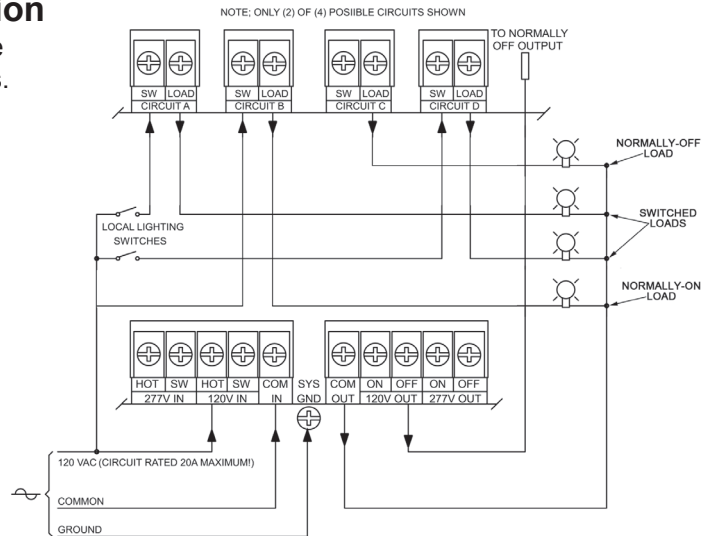 ion
e
s.
NOTE; ONLY (2) OF (4) POSIIBLE CIRCUITS SHOWN
TO NORMALLY
OFF OUTPUT
SW LOAD SW LOAD SW LOAD SW LOAD
CIRCUIT A CIRCUIT B CIRCUIT C CIRCUIT D
NORMALLY-OFF
LOAD
LOCAL LIGHTING
SWITCHES
SWITCHED
LOADS
NORMALLY-ON
LOAD
HOT SW HOT SW COM SYS COM ON OFF ON OFF
277V IN 120V IN IN GND OUT 120V OUT 277V OUT
120 VAC (CIRCUIT RATED 20A MAXIMUM!)
COMMON
GROUND